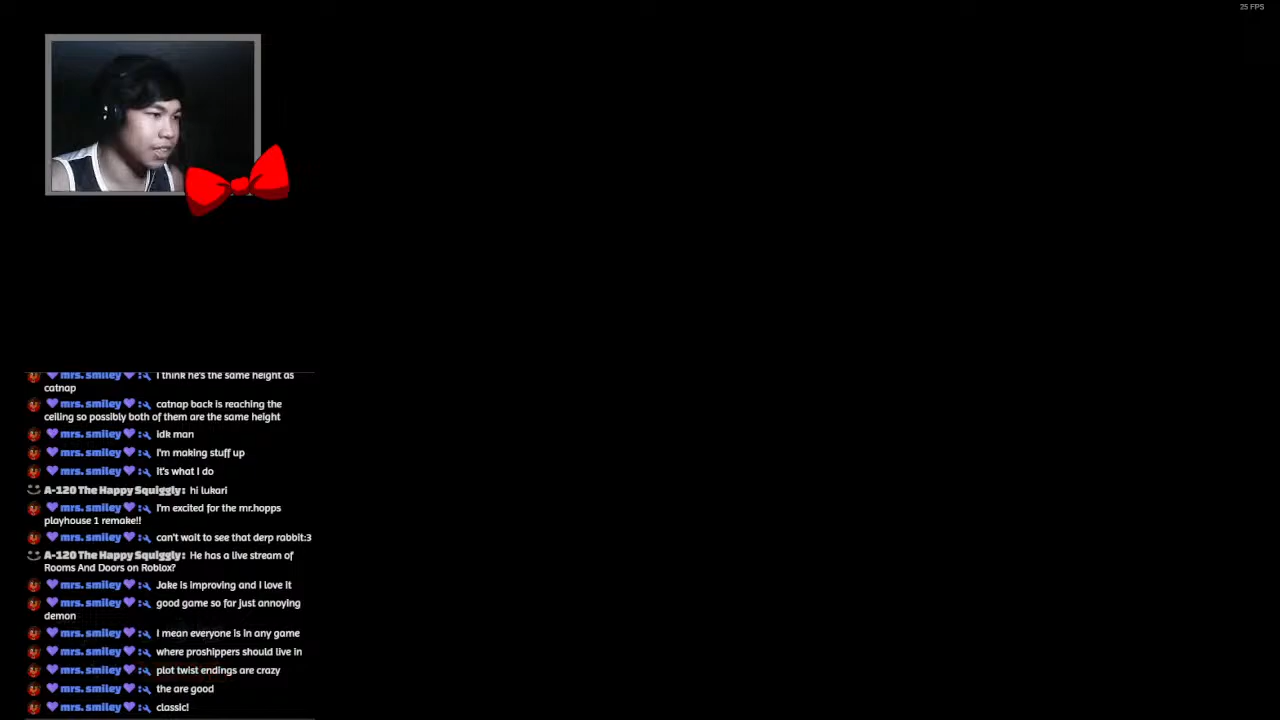 25 FPS
mrs. smiley : I think he's the same height as
catnap
mrs. smiley : catnap back is reaching the
ceiling so possibly both of them are the same height
mrs. smiley : idk man
mrs. smiley : I'm making stuff up
mrs. smiley : it's what I do
A-120 The Happy Squiggly: hi lukari
mrs. smiley : I'm excited for the mr.hopps
playhouse 1 remake!!
mrs. smiley : can't wait to see that derp rabbit:3
A-120 The Happy Squiggly: He has a live stream of
Rooms And Doors on Roblox?
mrs. smiley : Jake is improving and I love it
mrs. smiley : good game so far just annoying
demon
mrs. smiley : I mean everyone is in any game
mrs. smiley : where proshippers should live in
mrs. smiley : plot twist endings are crazy
mrs. smiley : the are good
mrs. smiley : classic!